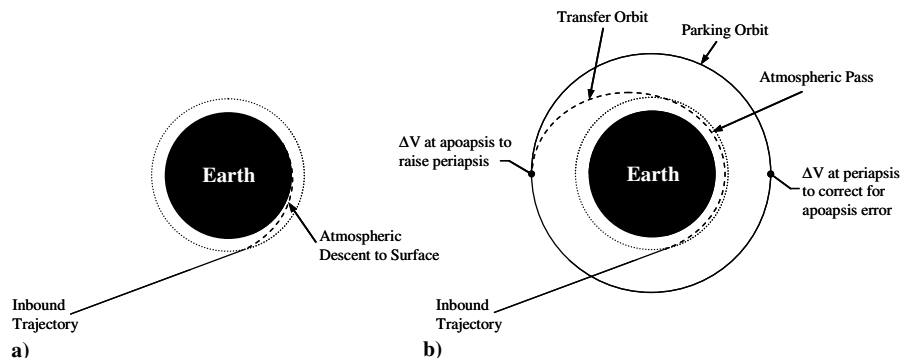 Earth
Atmospheric
Descent to Surface
Inbound
Trajectory
a)
Transfer Orbit
Parking Orbit
Atmospheric Pass
ΔV at apoapsis to
raise periapsis
Earth
ΔV at periapsis
to correct for
apoapsis error
Inbound
Trajectory
b)